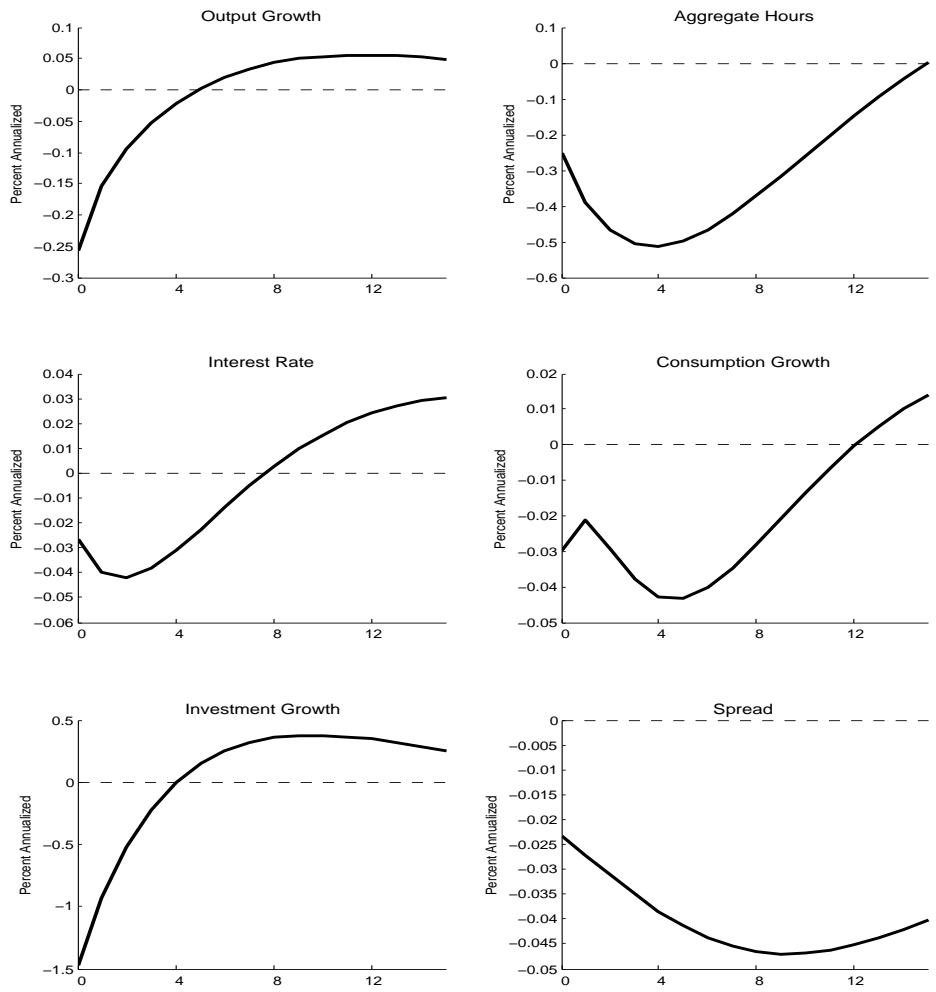 Output Growth
Percent Annualized
0.1
0.05
0
−0.05
−0.1
−0.15
−0.2
−0.25
−0.3
0 4 8 12
Aggregate Hours
Percent Annualized
0.1
0
−0.1
−0.2
−0.3
−0.4
−0.5
−0.6
0 4 8 12
Interest Rate
Percent Annualized
0.04
0.03
0.02
0.01
0
−0.01
−0.02
−0.03
−0.04
−0.05
−0.06
0 4 8 12
Consumption Growth
Percent Annualized
0.02
0.01
0
−0.01
−0.02
−0.03
−0.04
−0.05
0 4 8 12
Investment Growth
Percent Annualized
0.5
0
−0.5
−1
−1.5
0 4 8 12
Spread
Percent Annualized
0
−0.005
−0.01
−0.015
−0.02
−0.025
−0.03
−0.035
−0.04
−0.045
−0.05
0 4 8 12